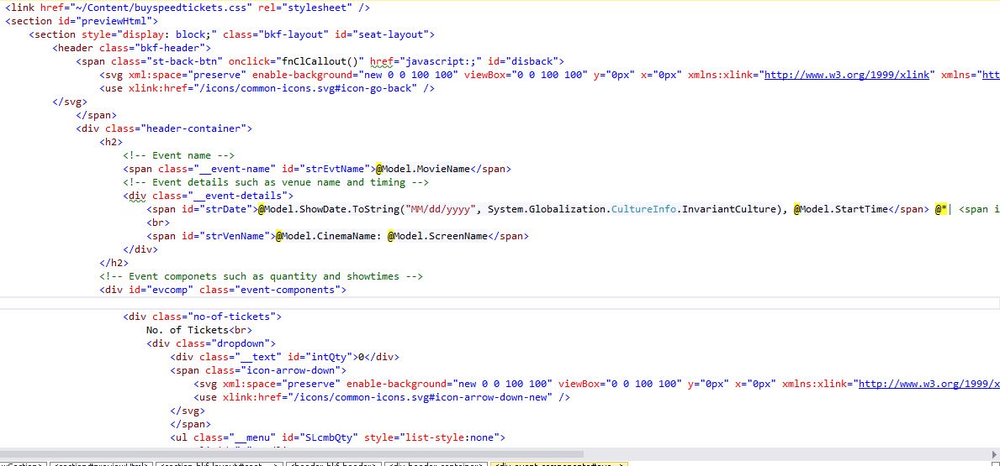 <link href="~/Content/buyspeedtickets.css" rel="stylesheet" />
<section id="previewHtml">
<section style="display: block;" class="bkf-layout" id="seat-layout">
<header class="bkf-header">
<span class="st-back-btn" onclick="fnClCallout()" href="javascript:;" id="disback">
<svg xml:space="preserve" enable-background="new 0 0 100 100" viewBox="0 0 100 100" y="0px" x="0px" xmlns:xlink="http://www.w3.org/1999/xlink" xmlns="htt
<use xlink:href="/icons/common-icons.svg#icon-go-back" />
</svg>
</span>
<div class="header-container">
<h2>
<!-- Event name -->
<span class="__event-name" id="strEvtName">@Model.MovieName</span>
<!-- Event details such as venue name and timing -->
<div class="__event-details">
<span id="strDate">@Model.ShowDate.ToString("MM/dd/yyyy", System.Globalization.CultureInfo.InvariantCulture), @Model.StartTime</span> @*| <span i
<br>
<span id="strVenName">@Model.CinemaName: @Model.ScreenName</span>
</div>
</h2>
<!-- Event componets such as quantity and showtimes -->
<div id="evcomp" class="event-components">
<div class="no-of-tickets">
No. of Tickets<br>
<div class="dropdown">
<div class="__text" id="intQty">0</div>
<span class="icon-arrow-down">
<svg xml:space="preserve" enable-background="new 0 0 100 100" viewBox="0 0 100 100" y="0px" x="0px" xmlns:xlink="http://www.w3.org/1999/x
<use xlink:href="/icons/common-icons.svg#icon-arrow-down-new" />
</svg>
</span>
<ul class="__menu" id="SLcmbQty" style="list-style:none">